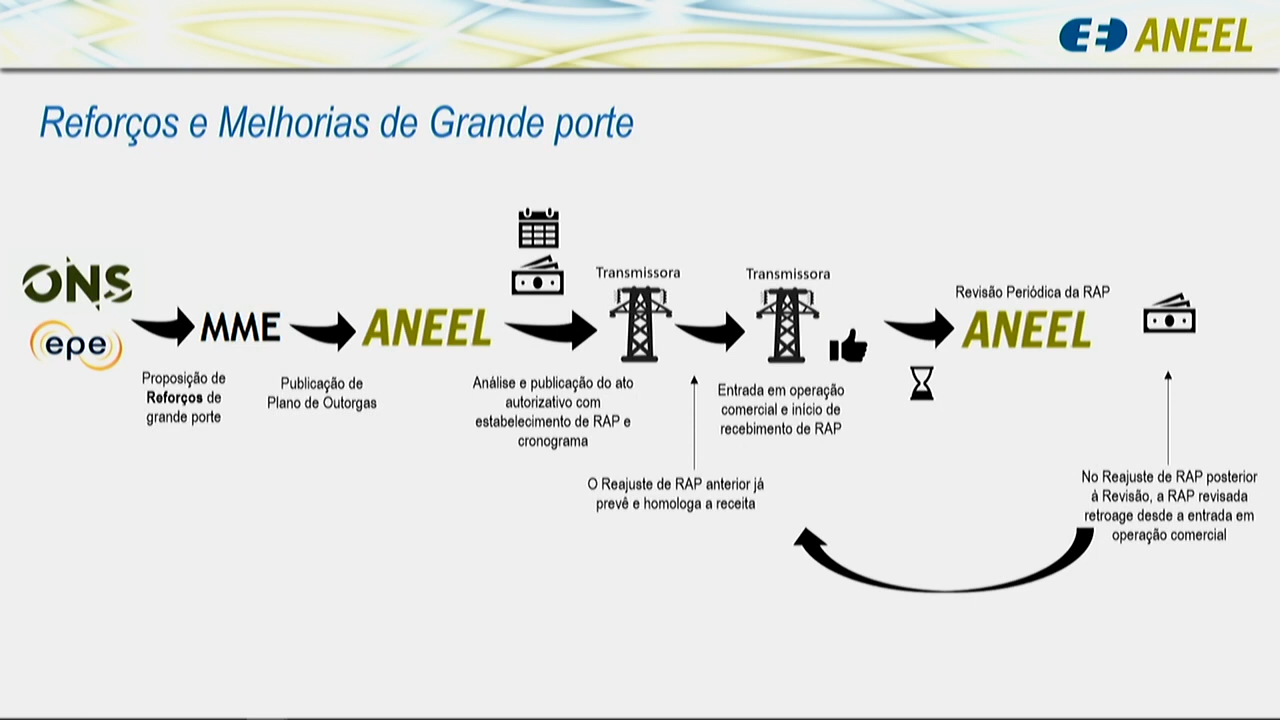 ANEEL
Reforços e Melhorias de Grande porte
ONS
epe
Proposição de
Reforços de
grande porte
MME
Publicação de
Plano de Outorgas
ANEEL
Análise e publicação do ato
autorizativo com
estabelecimento de RAP e
cronograma
Transmissora
O Reajuste de RAP anterior já
prevê e homologa a receita
Transmissora
Entrada em operação
comercial e início de
recebimento de RAP
Revisão Periódica da RAP
ANEEL
No Reajuste de RAP posterior
à Revisão, a RAP revisada
retroage desde a entrada em
operação comercial